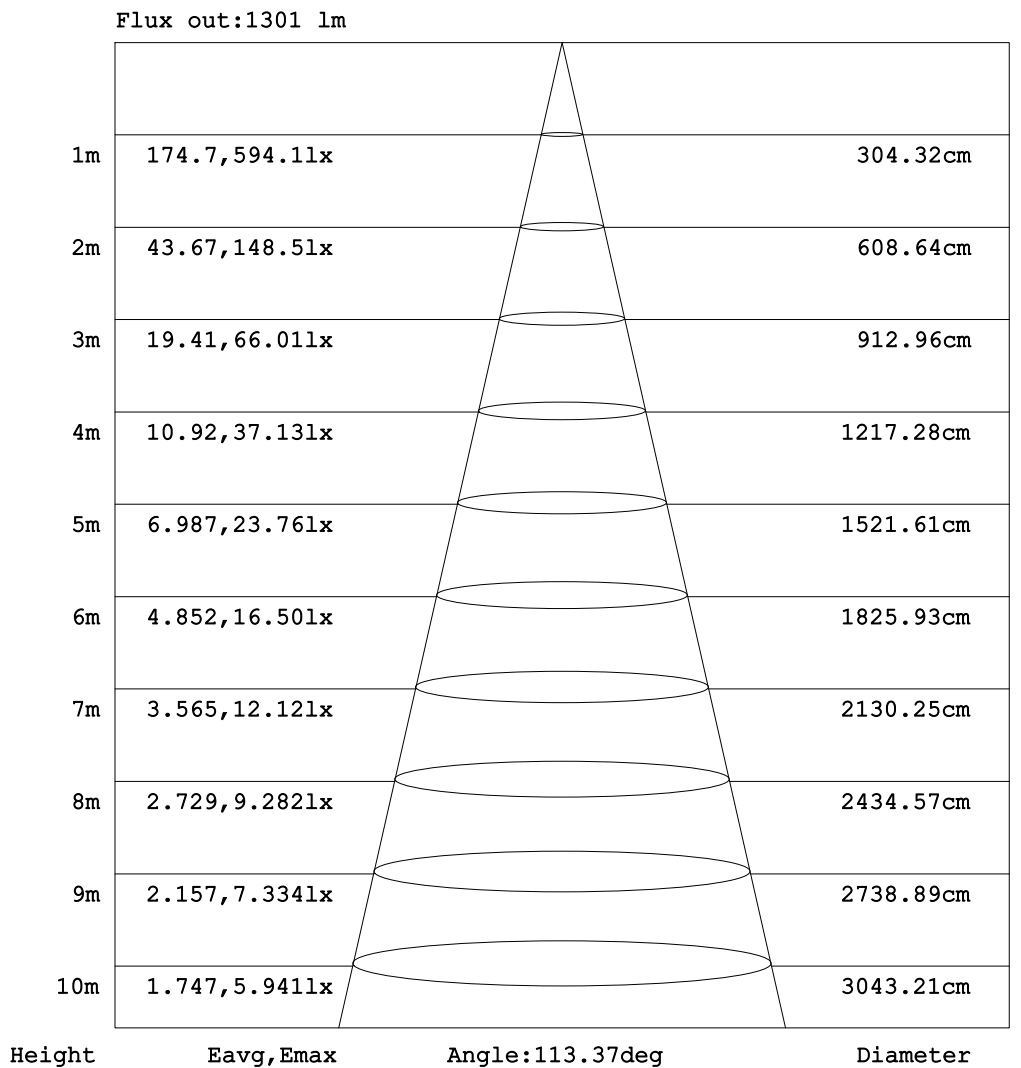 Flux out:1301 lm
1m 174.7,594.1lx 304.32cm
2m 43.67,148.5lx 608.64cm
3m 19.41,66.01lx 912.96cm
4m 10.92,37.13lx 1217.28cm
5m 6.987,23.76lx 1521.61cm
6m 4.852,16.50lx 1825.93cm
7m 3.565,12.12lx 2130.25cm
8m 2.729,9.282lx 2434.57cm
9m 2.157,7.334lx 2738.89cm
10m 1.747,5.941lx 3043.21cm
Height Eavg,Emax Angle:113.37deg Diameter